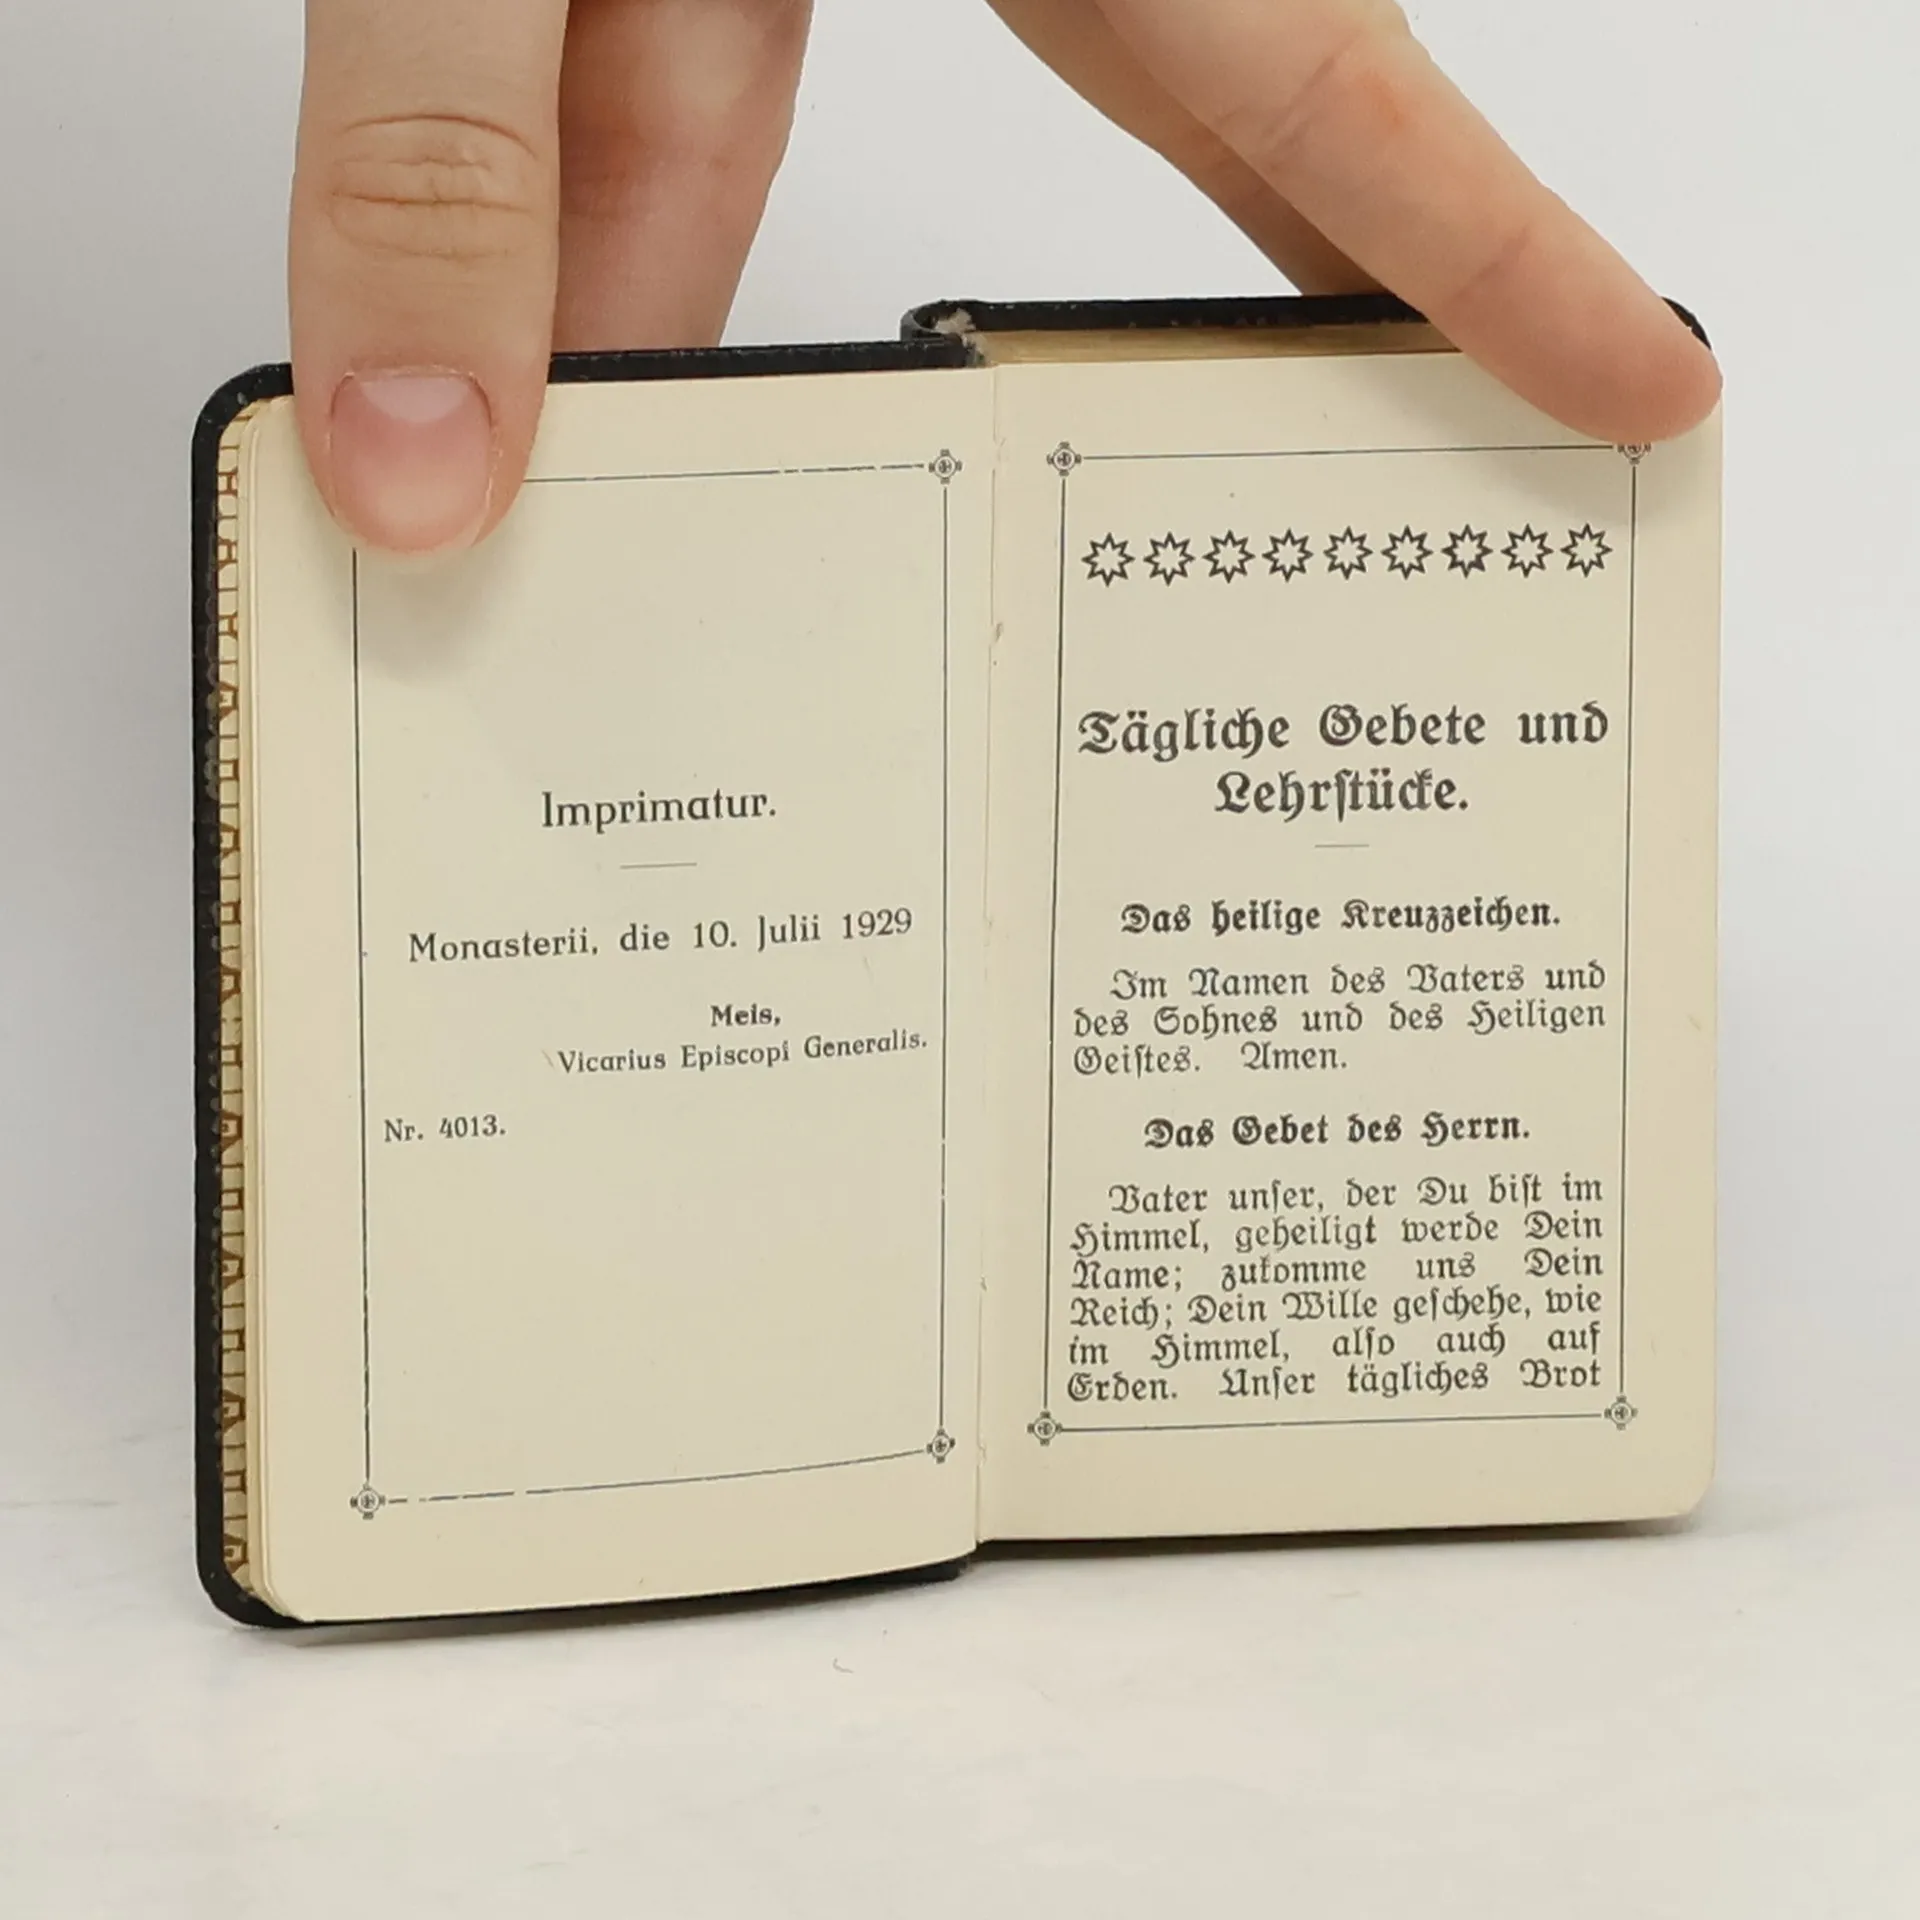 Imprimatur.
Monasterii, die 10. Julii 1929
Meis,
Vicarius Episcopi Generalis.
Nr. 4013.
Tägliche Gebete und
Lehrſtücke.
Das heilige Kreuzzeichen.
Im Namen des Vaters und
des Sohnes und des Heiligen
Geiſtes. Amen.
Das Gebet des Herrn.
Vater unſer, der Du biſt im
Himmel, geheiligt werde Dein
Name; zukomme uns Dein
Reich; Dein Wille geſchehe, wie
im Himmel, alſo auch auf
Erden. Unſer tägliches Brot